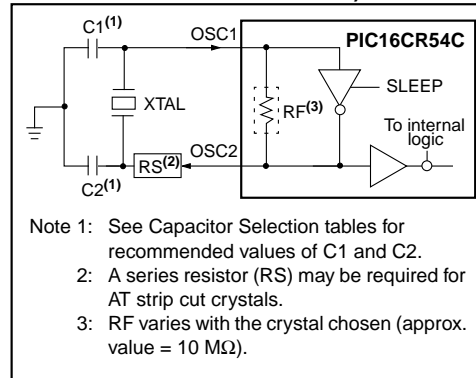 C1(1)
OSC1
PIC16CR54C
SLEEP
XTAL
RF(3)
To internal
logic
OSC2
RS(2)
C2(1)
Note 1: See Capacitor Selection tables for
recommended values of C1 and C2.
2: A series resistor (RS) may be required for
AT strip cut crystals.
3: RF varies with the crystal chosen (approx.
value = 10 MΩ).